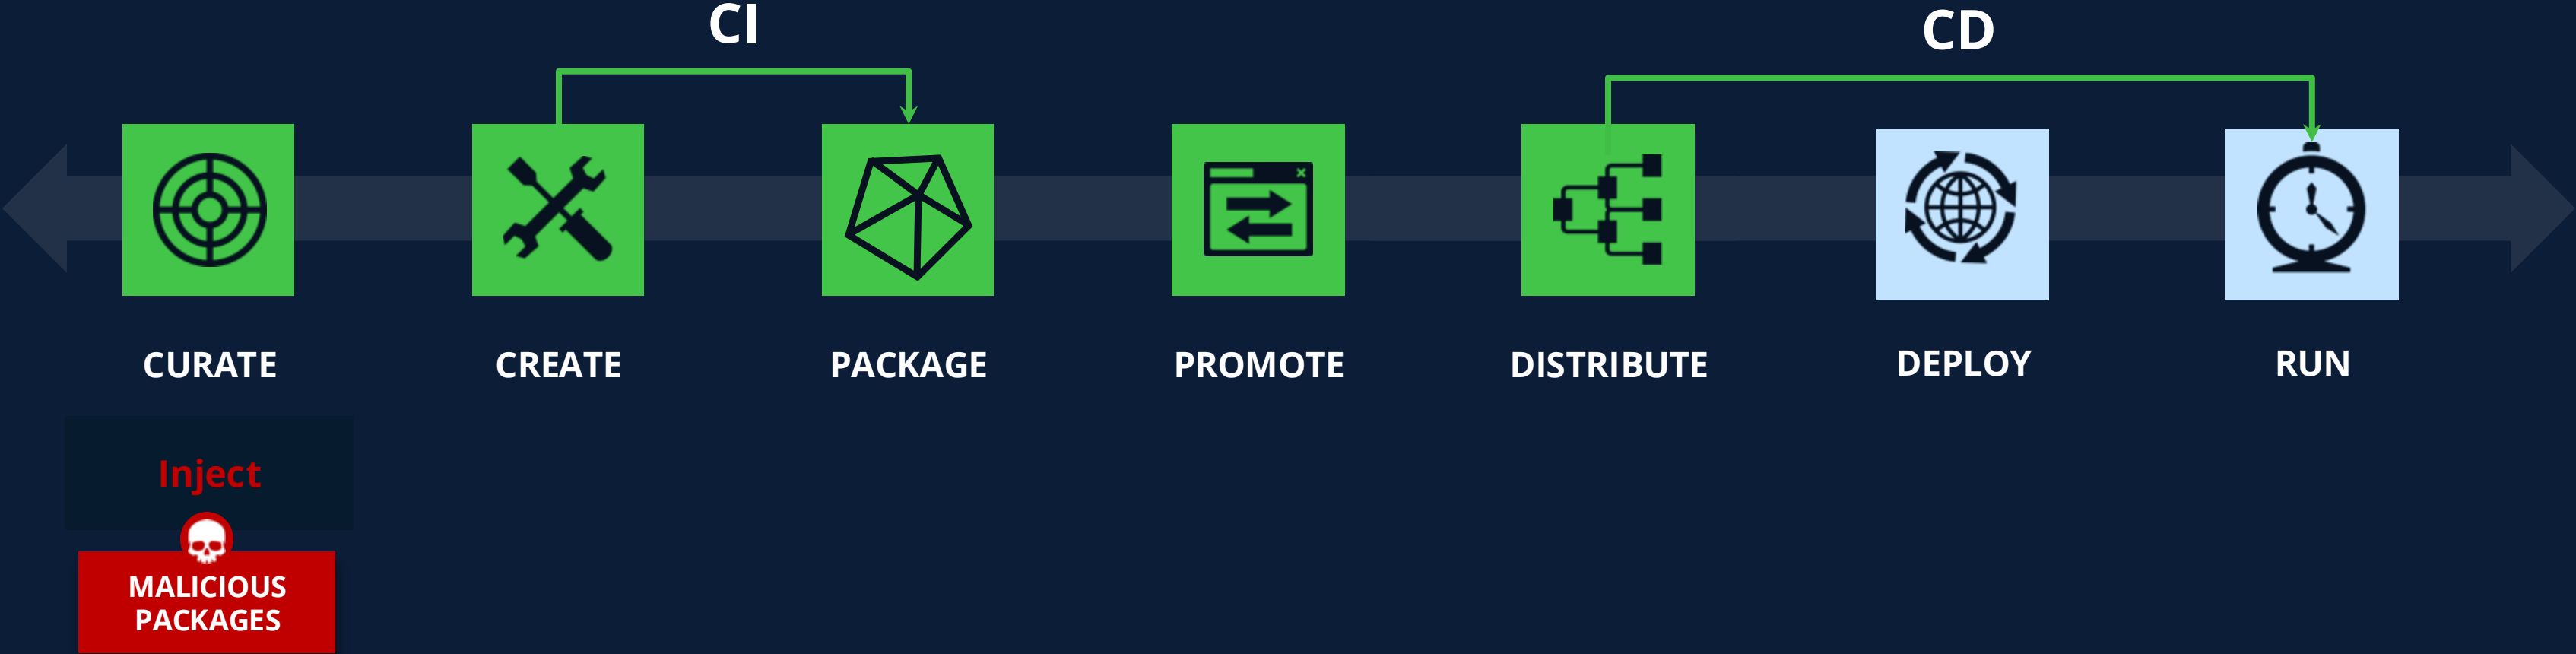 CI
CD
CURATE
CREATE
PACKAGE
PROMOTE
DISTRIBUTE
DEPLOY
RUN
Inject
MALICIOUS
PACKAGES